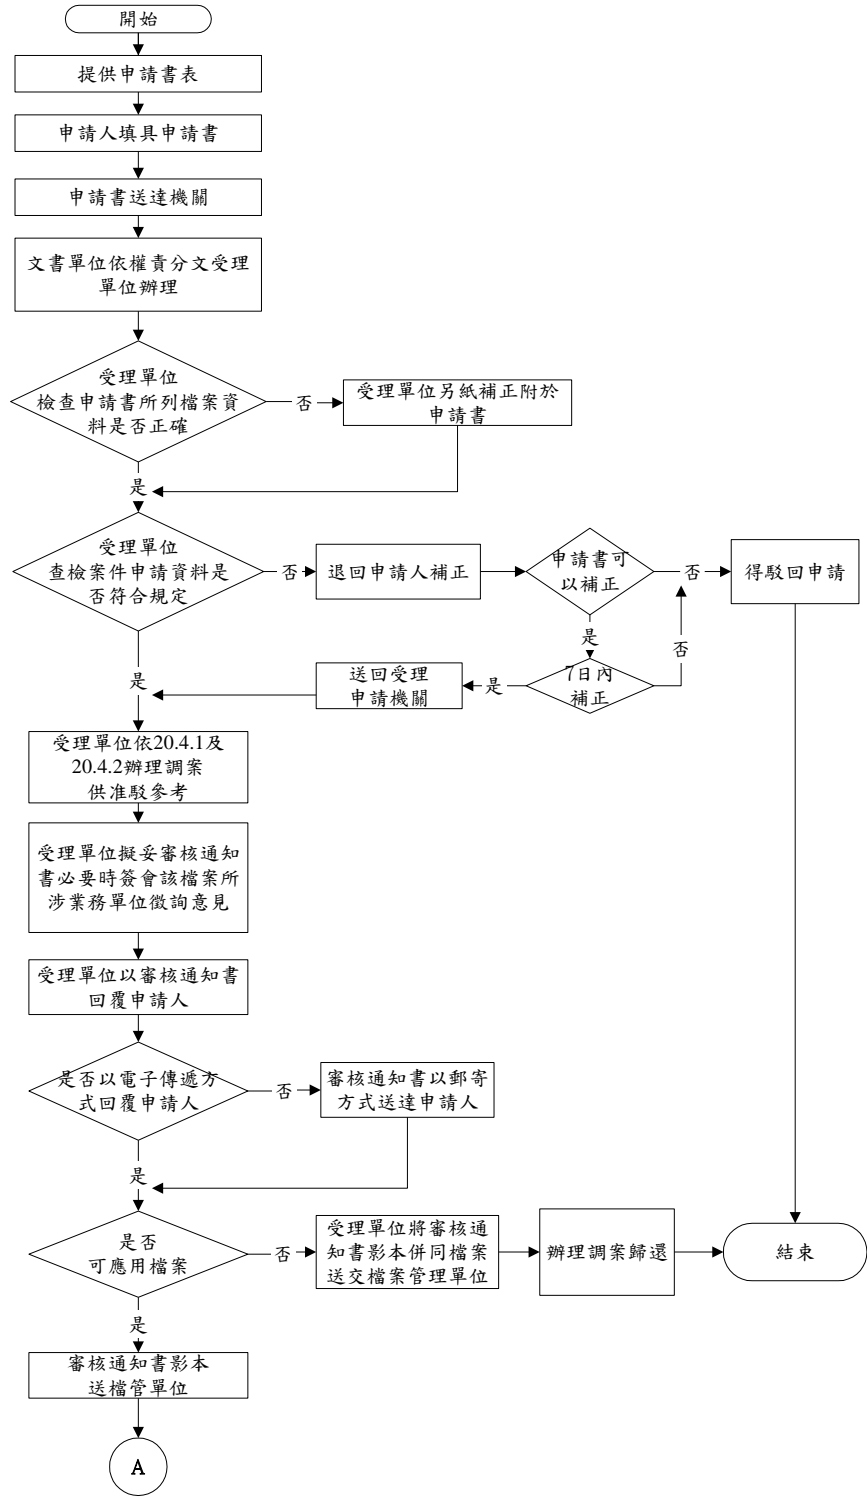 開始
提供申請書表
申請人填具申請書
申請書送達機關
文書單位依權責分文受理
單位辦理
受理單位
檢查申請書所列檔案資
料是否正確
否
受理單位另紙補正附於
申請書
是
受理單位
查檢案件申請資料是
否符合規定
否
退回申請人補正
申請書可
以補正
否
得駁回申請
是
否
7日內
補正
是
送回受理
申請機關
是
受理單位依20.4.1及
20.4.2辦理調案
供准駁參考
受理單位擬妥審核通知
書必要時簽會該檔案所
涉業務單位徵詢意見
受理單位以審核通知書
回覆申請人
是否以電子傳遞方
式回覆申請人
否
審核通知書以郵寄
方式送達申請人
是
是否
可應用檔案
否
受理單位將審核通
知書影本併同檔案
送交檔案管理單位
辦理調案歸還
結束
是
審核通知書影本
送檔管單位
A